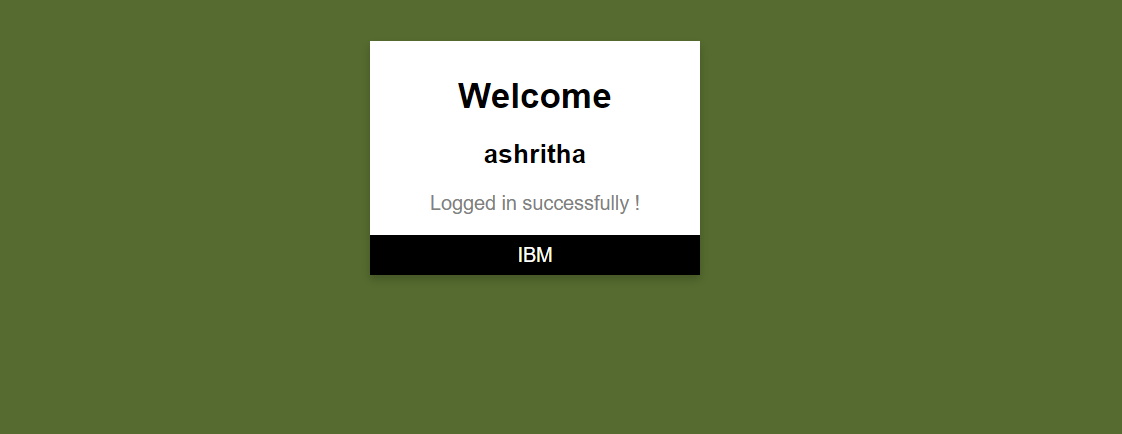 Welcome
ashritha
Logged in successfully !
IBM